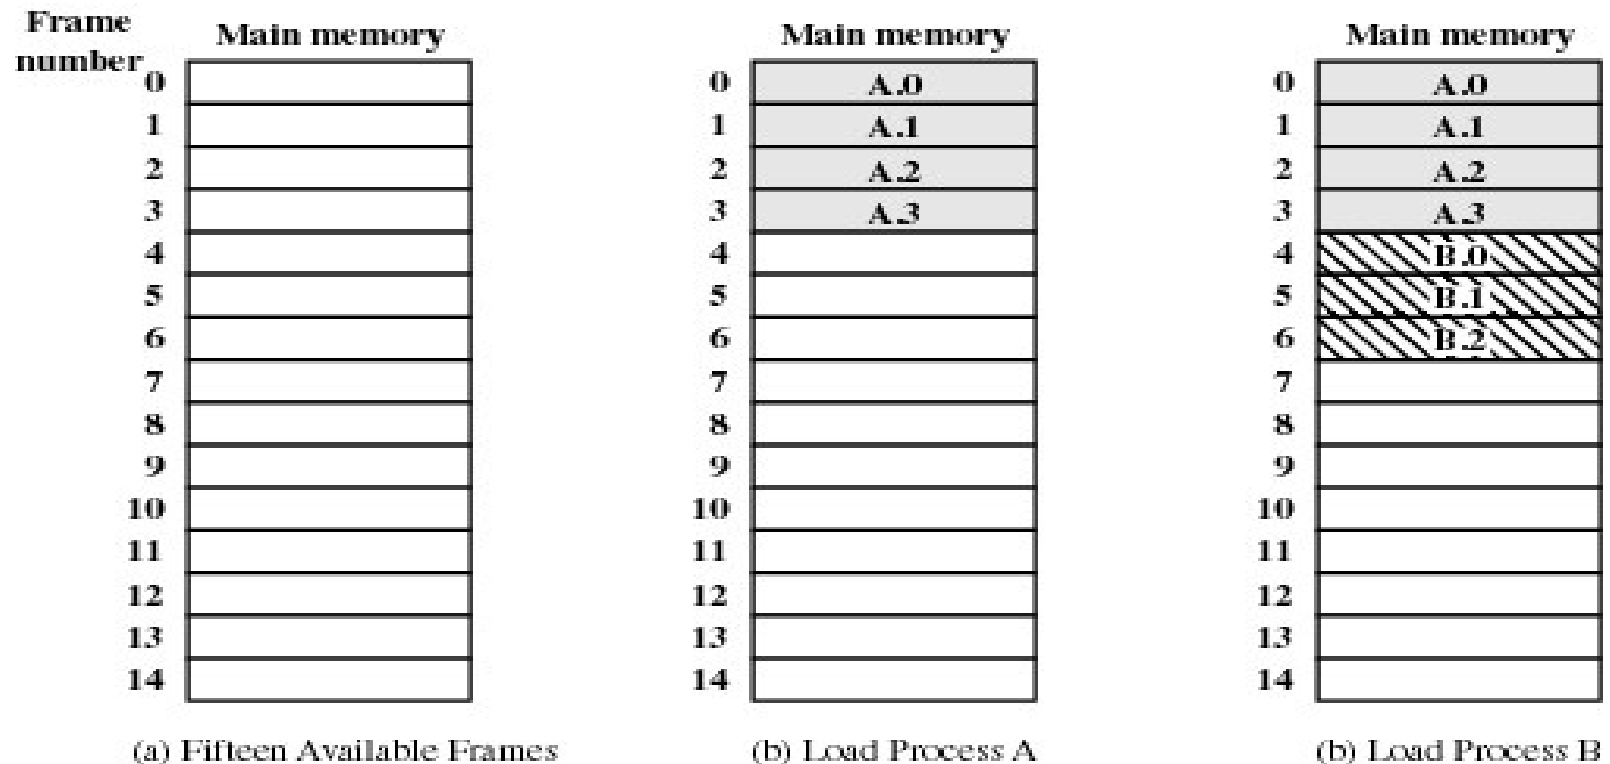 Frame
number
Main memory
0
1
2
3
4
5
6
7
8
9
10
11
12
13
14
(a) Fifteen Available Frames
Main memory
0 A.0
1 A.1
2 A.2
3 A.3
4
5
6
7
8
9
10
11
12
13
14
(b) Load Process A
Main memory
0 A.0
1 A.1
2 A.2
3 A.3
4 B.0
5 B.1
6 B.2
7
8
9
10
11
12
13
14
(b) Load Process B